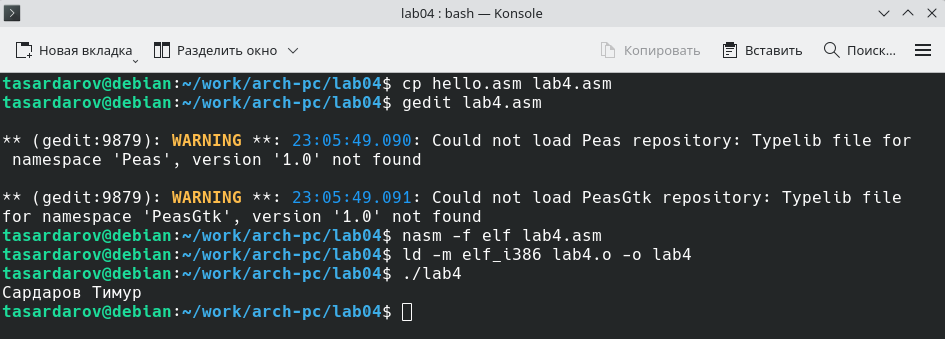 lab04 : bash — Konsole
Новая вкладка Разделить окно Копировать Вставить Поиск...
tasardarov@debian:~/work/arch-pc/lab04$ cp hello.asm lab4.asm
tasardarov@debian:~/work/arch-pc/lab04$ gedit lab4.asm
** (gedit:9879): WARNING **: 23:05:49.090: Could not load Peas repository: Typelib file for
namespace 'Peas', version '1.0' not found
** (gedit:9879): WARNING **: 23:05:49.091: Could not load PeasGtk repository: Typelib file
for namespace 'PeasGtk', version '1.0' not found
tasardarov@debian:~/work/arch-pc/lab04$ nasm -f elf lab4.asm
tasardarov@debian:~/work/arch-pc/lab04$ ld -m elf_i386 lab4.o -o lab4
tasardarov@debian:~/work/arch-pc/lab04$ ./lab4
Сардаров Тимур
tasardarov@debian:~/work/arch-pc/lab04$